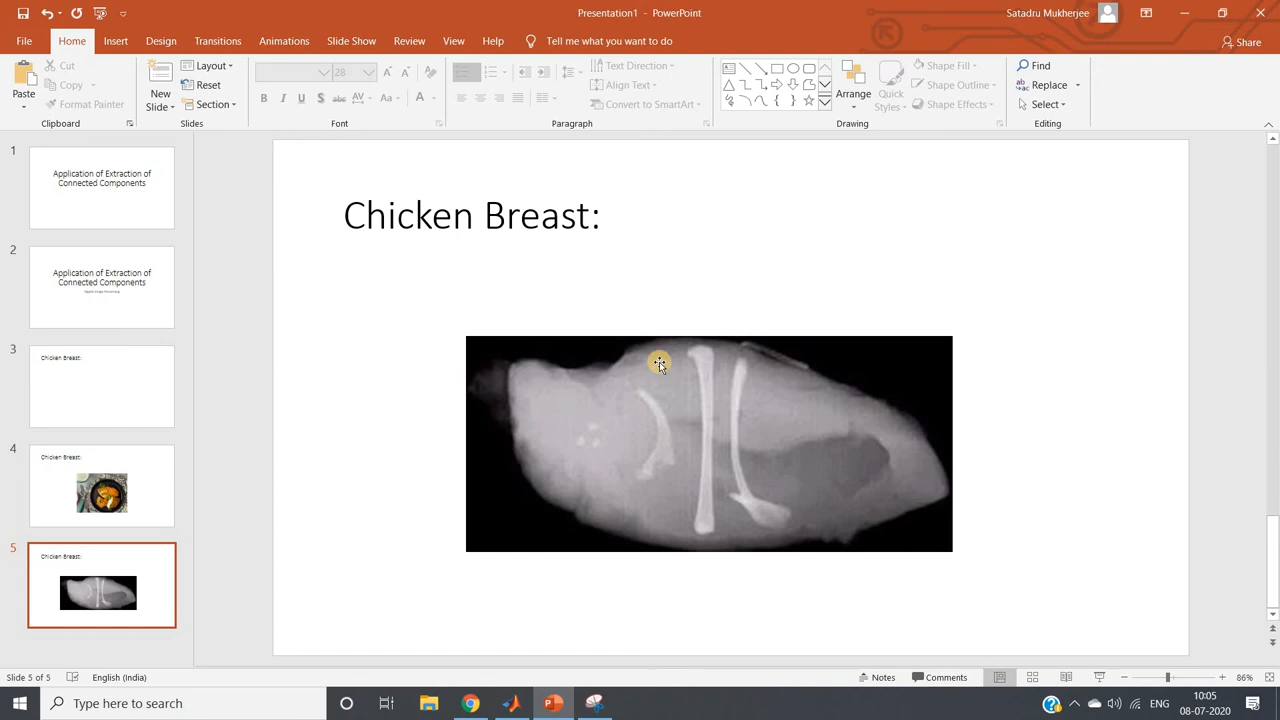 Presentation1 - PowerPoint
Satadru Mukherjee
File Home Insert Design Transitions Animations Slide Show Review View Help Tell me what you want to do Share
Paste
Cut
Copy
Format Painter
Clipboard
New Slide
Layout
Reset
Section
Slides
28
B I U S abc AV Aa A
Font
Text Direction
Align Text
Convert to SmartArt
Paragraph
Arrange
Quick Styles
Shape Fill
Shape Outline
Shape Effects
Drawing
Find
Replace
Select
Editing
1
Application of Extraction of
Connected Components
2
Application of Extraction of
Connected Components
3
Chicken Breast:
4
Chicken Breast:
5
Chicken Breast:
Chicken Breast:
Slide 5 of 5 English (India) Notes Comments 86%
Type here to search
ENG
10:05
08-07-2020